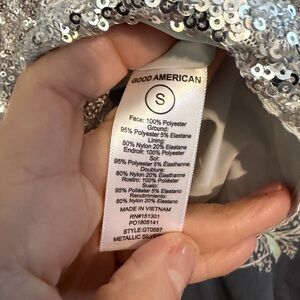 GOOD AMERICAN
S
Face: 100% Polyester
Ground:
95% Polyester 5% Elastane
Lining:
80% Nylon 20% Elastane
Endroit: 100% Polyester
Sol:
95% Polyester 5% Elasthanne
Doublure:
80% Nylon 20% Elasthanne
Rostro: 100% Poliéster
Suelo:
95% Poliéster 5% Elastano
Recubrimiento:
80% Nylon 20% Elastano
MADE IN VIETNAM
RN#151301
PO1805141
STYLE:GT0557
METALLIC SILVER